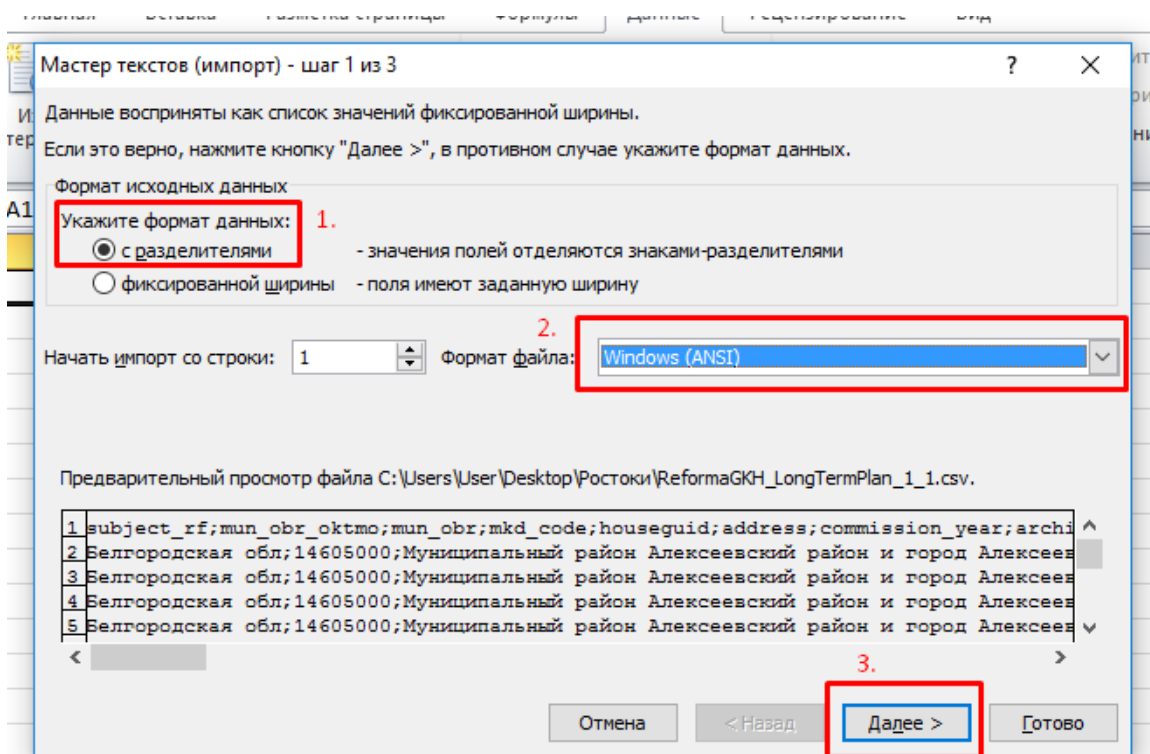 Данные
Мастер текстов (импорт) - шаг 1 из 3 ?
Данные восприняты как список значений фиксированной ширины.
Если это верно, нажмите кнопку "Далее >", в противном случае укажите формат данных.
Формат исходных данных
A1
Укажите формат данных: 1.
с разделителями - значения полей отделяются знаками-разделителями
фиксированной ширины - поля имеют заданную ширину
2.
Начать импорт со строки: 1 Формат файла: Windows (ANSI)
Предварительный просмотр файла C:\Users\User\Desktop\Ростоки\ReformaGKH_LongTermPlan_1_1.csv.
1 subject_rf;mun_obr_oktmo;mun_obr;mkd_code;houseguid;address;commission_year;archi
2 Белгородская обл;14605000;Муниципальный район Алексеевский район и город Алексеев
3 Белгородская обл;14605000;Муниципальный район Алексеевский район и город Алексеев
4 Белгородская обл;14605000;Муниципальный район Алексеевский район и город Алексеев
5 Белгородская обл;14605000;Муниципальный район Алексеевский район и город Алексеев
3.
Отмена < Назад Далее > Готово